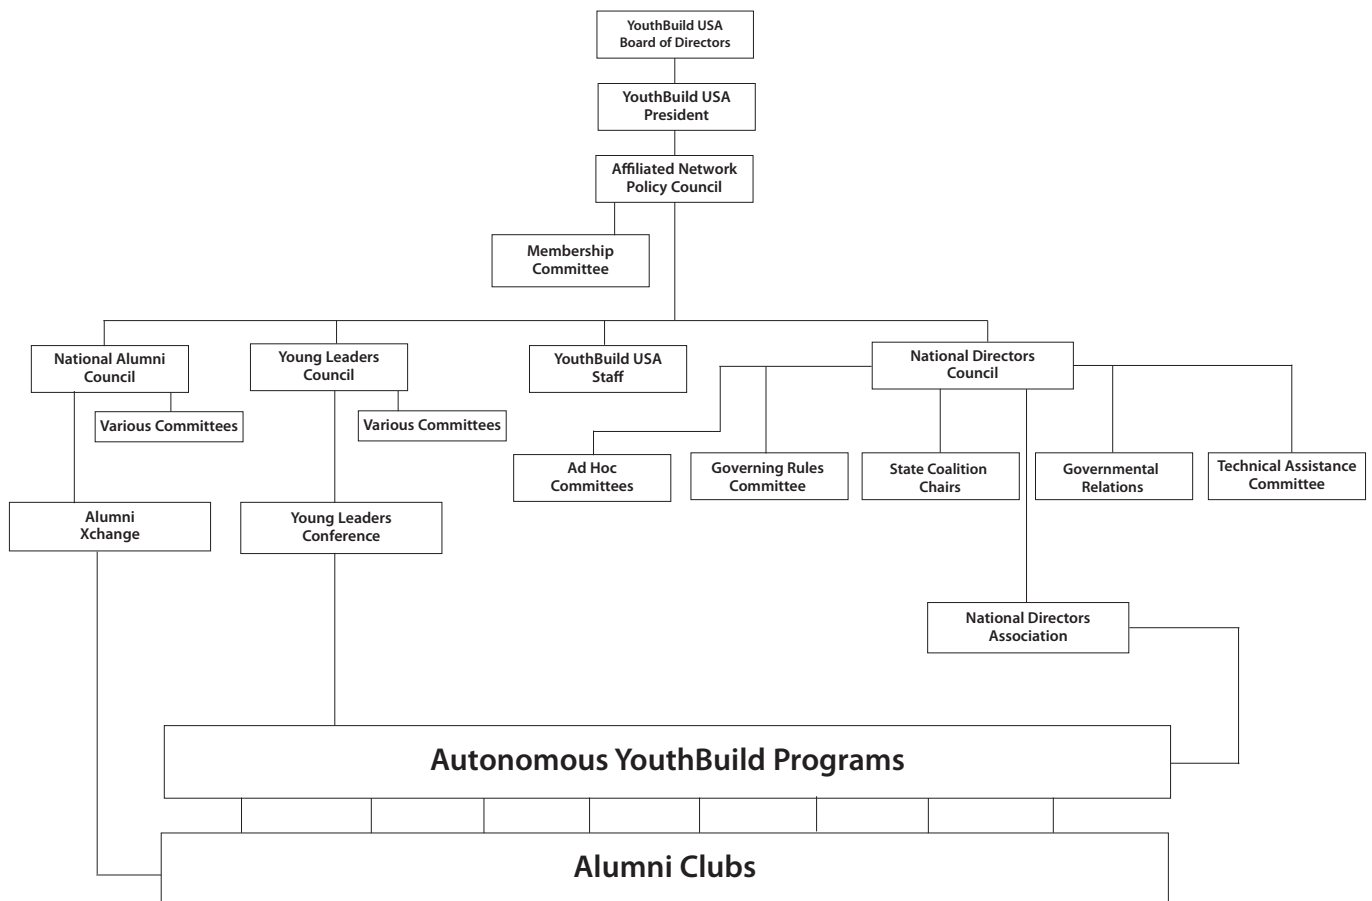 YouthBuild USA
Board of Directors
YouthBuild USA
President
Affiliated Network
Policy Council
Membership
Committee
National Alumni
Council
Young Leaders
Council
YouthBuild USA
Staff
National Directors
Council
Various Committees
Various Committees
Ad Hoc
Committees
Governing Rules
Committee
State Coalition
Chairs
Governmental
Relations
Technical Assistance
Committee
Alumni
Xchange
Young Leaders
Conference
National Directors
Association
Autonomous YouthBuild Programs
Alumni Clubs